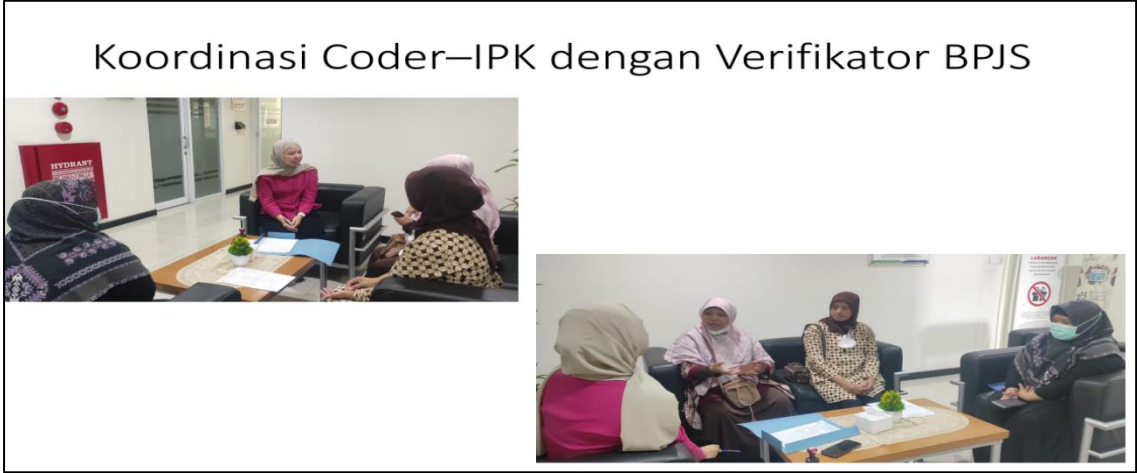 Koordinasi Coder–IPK dengan Verifikator BPJS
HYDRANT
LARANGAN